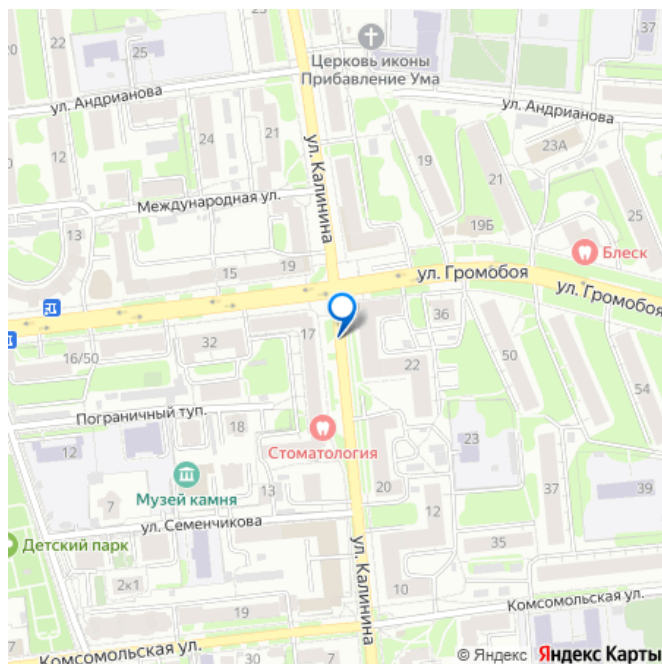 20
22
25
Церковь иконы
Прибавление Ума
ул. Андрианова
ул. Андрианова
24
21
ул. Калинина
12
19
23А
21
Международная ул.
25
13
19Б
Блеск
15
19
ул. Громобоя
ул. Громобоя
17
36
16/50
32
22
50
54
Пограничный туп.
18
Стоматология
23
12
Музей камня
13
20
37
39
7
12
ул. Семенчикова
Детский парк
35
ул. Калинина
2к1
10
19
Комсомольская ул.
Комсомольская ул.
30
7
12
© Яндекс Яндекс Карты